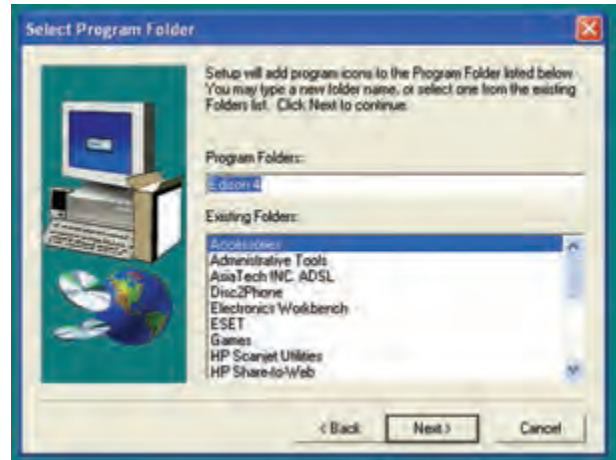 Select Program Folder
Setup will add program icons to the Program Folder listed below.
You may type a new folder name, or select one from the existing
Folders list. Click Next to continue.
Program Folders:
Edison 4
Existing Folders:
Accessories
Administrative Tools
AsiaTech INC. ADSL
Disc2Phone
Electronics Workbench
ESET
Games
HP Scanjet Utilities
HP Share-to-Web
< Back
Next >
Cancel